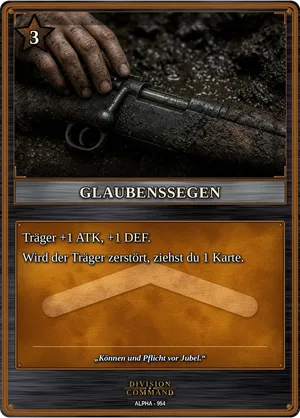 3
GLAUBENSSEGEN
Träger +1 ATK, +1 DEF.
Wird der Träger zerstört, ziehst du 1 Karte.
„Können und Pflicht vor Jubel.“
DIVISION
COMMAND
ALPHA - 954